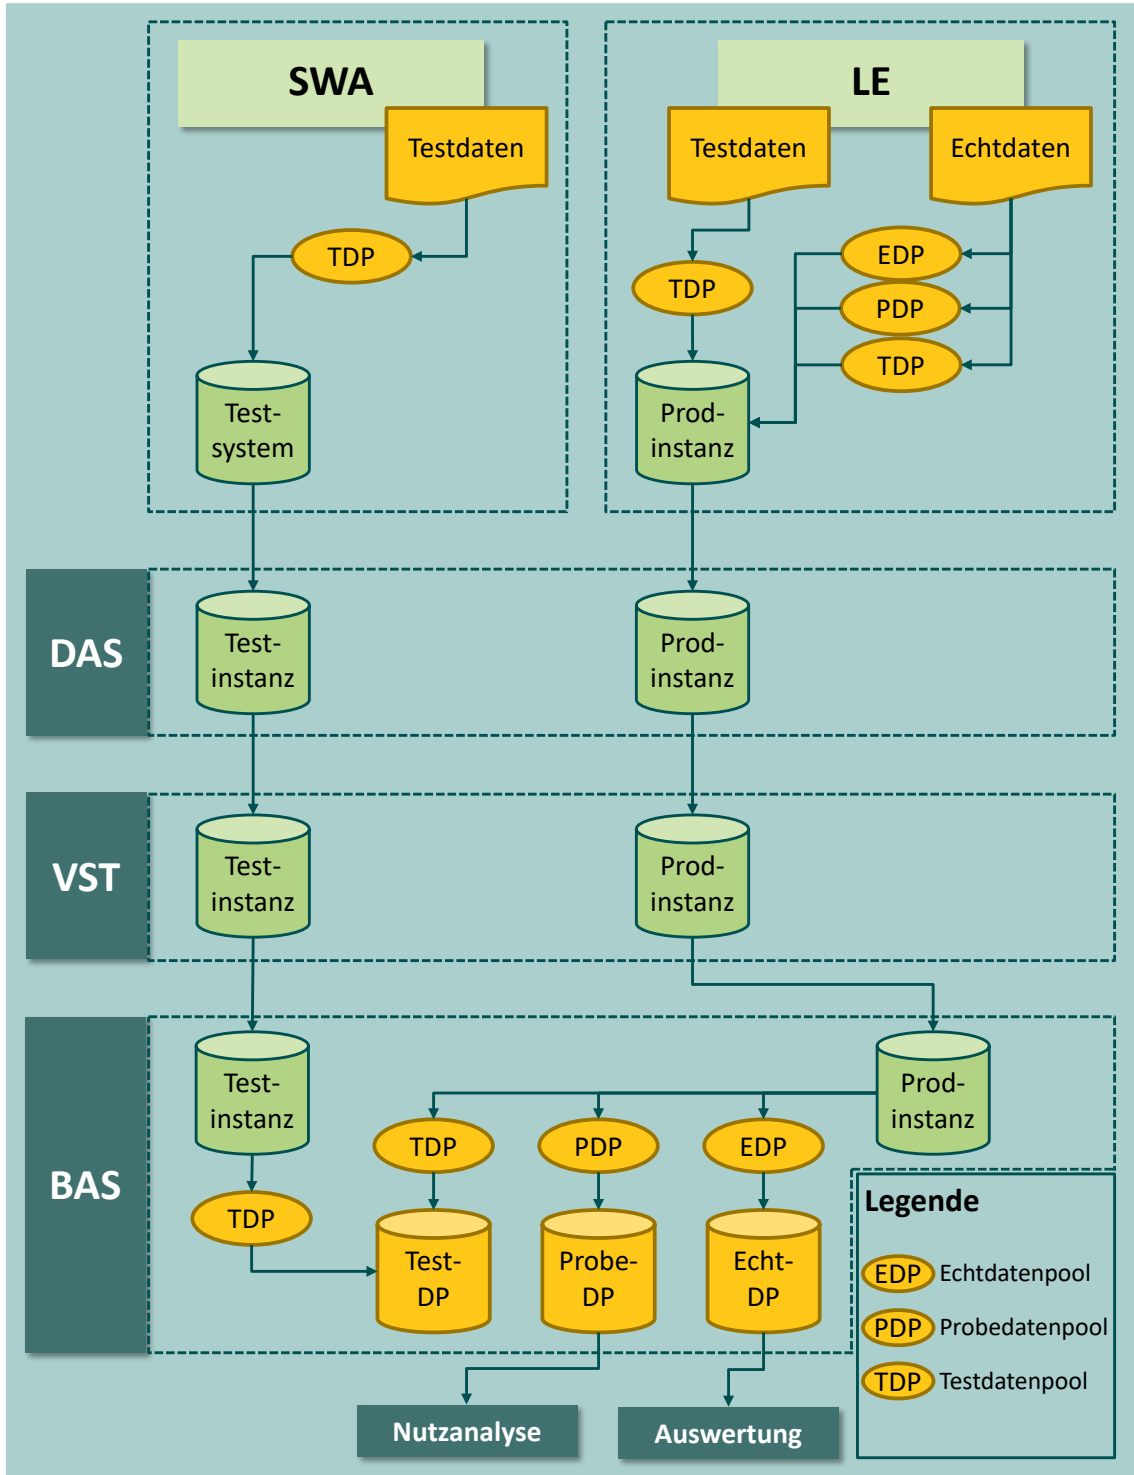 SWA
Testdaten
TDP
Test-
system
LE
Testdaten
Echtdaten
TDP
EDP
PDP
TDP
Prod-
instanz
DAS
Test-
instanz
Prod-
instanz
VST
Test-
instanz
Prod-
instanz
BAS
Test-
instanz
Prod-
instanz
TDP
PDP
EDP
TDP
Test-
DP
Probe-
DP
Echt-
DP
Legende
EDP Echtdatenpool
PDP Probedatenpool
TDP Testdatenpool
Nutzanalyse
Auswertung